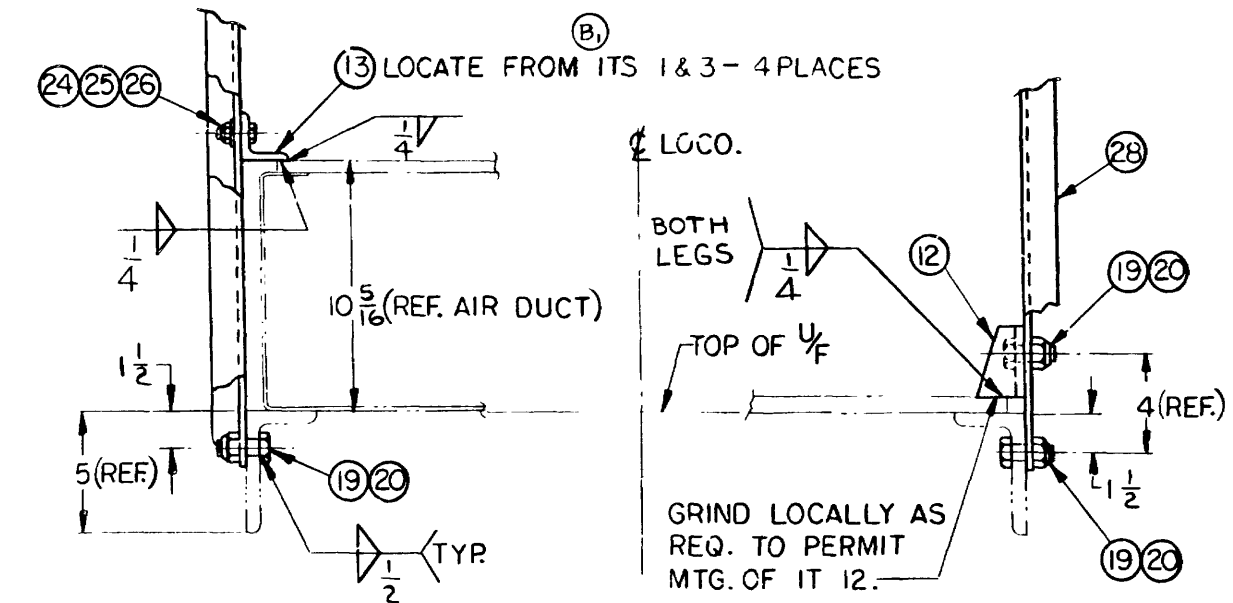 B1
24 25 26
13 LOCATE FROM ITS 1 & 3 - 4 PLACES
1/4
℄ LOCO.
28
BOTH
LEGS
1/4
12
19 20
1/4
10 5/16 (REF. AIR DUCT)
TOP OF U/F
1 1/2
4 (REF.)
5 (REF.)
19 20
1 1/2
GRIND LOCALLY AS
REQ. TO PERMIT
MTG. OF IT 12.
1/2
TYP.
19 20